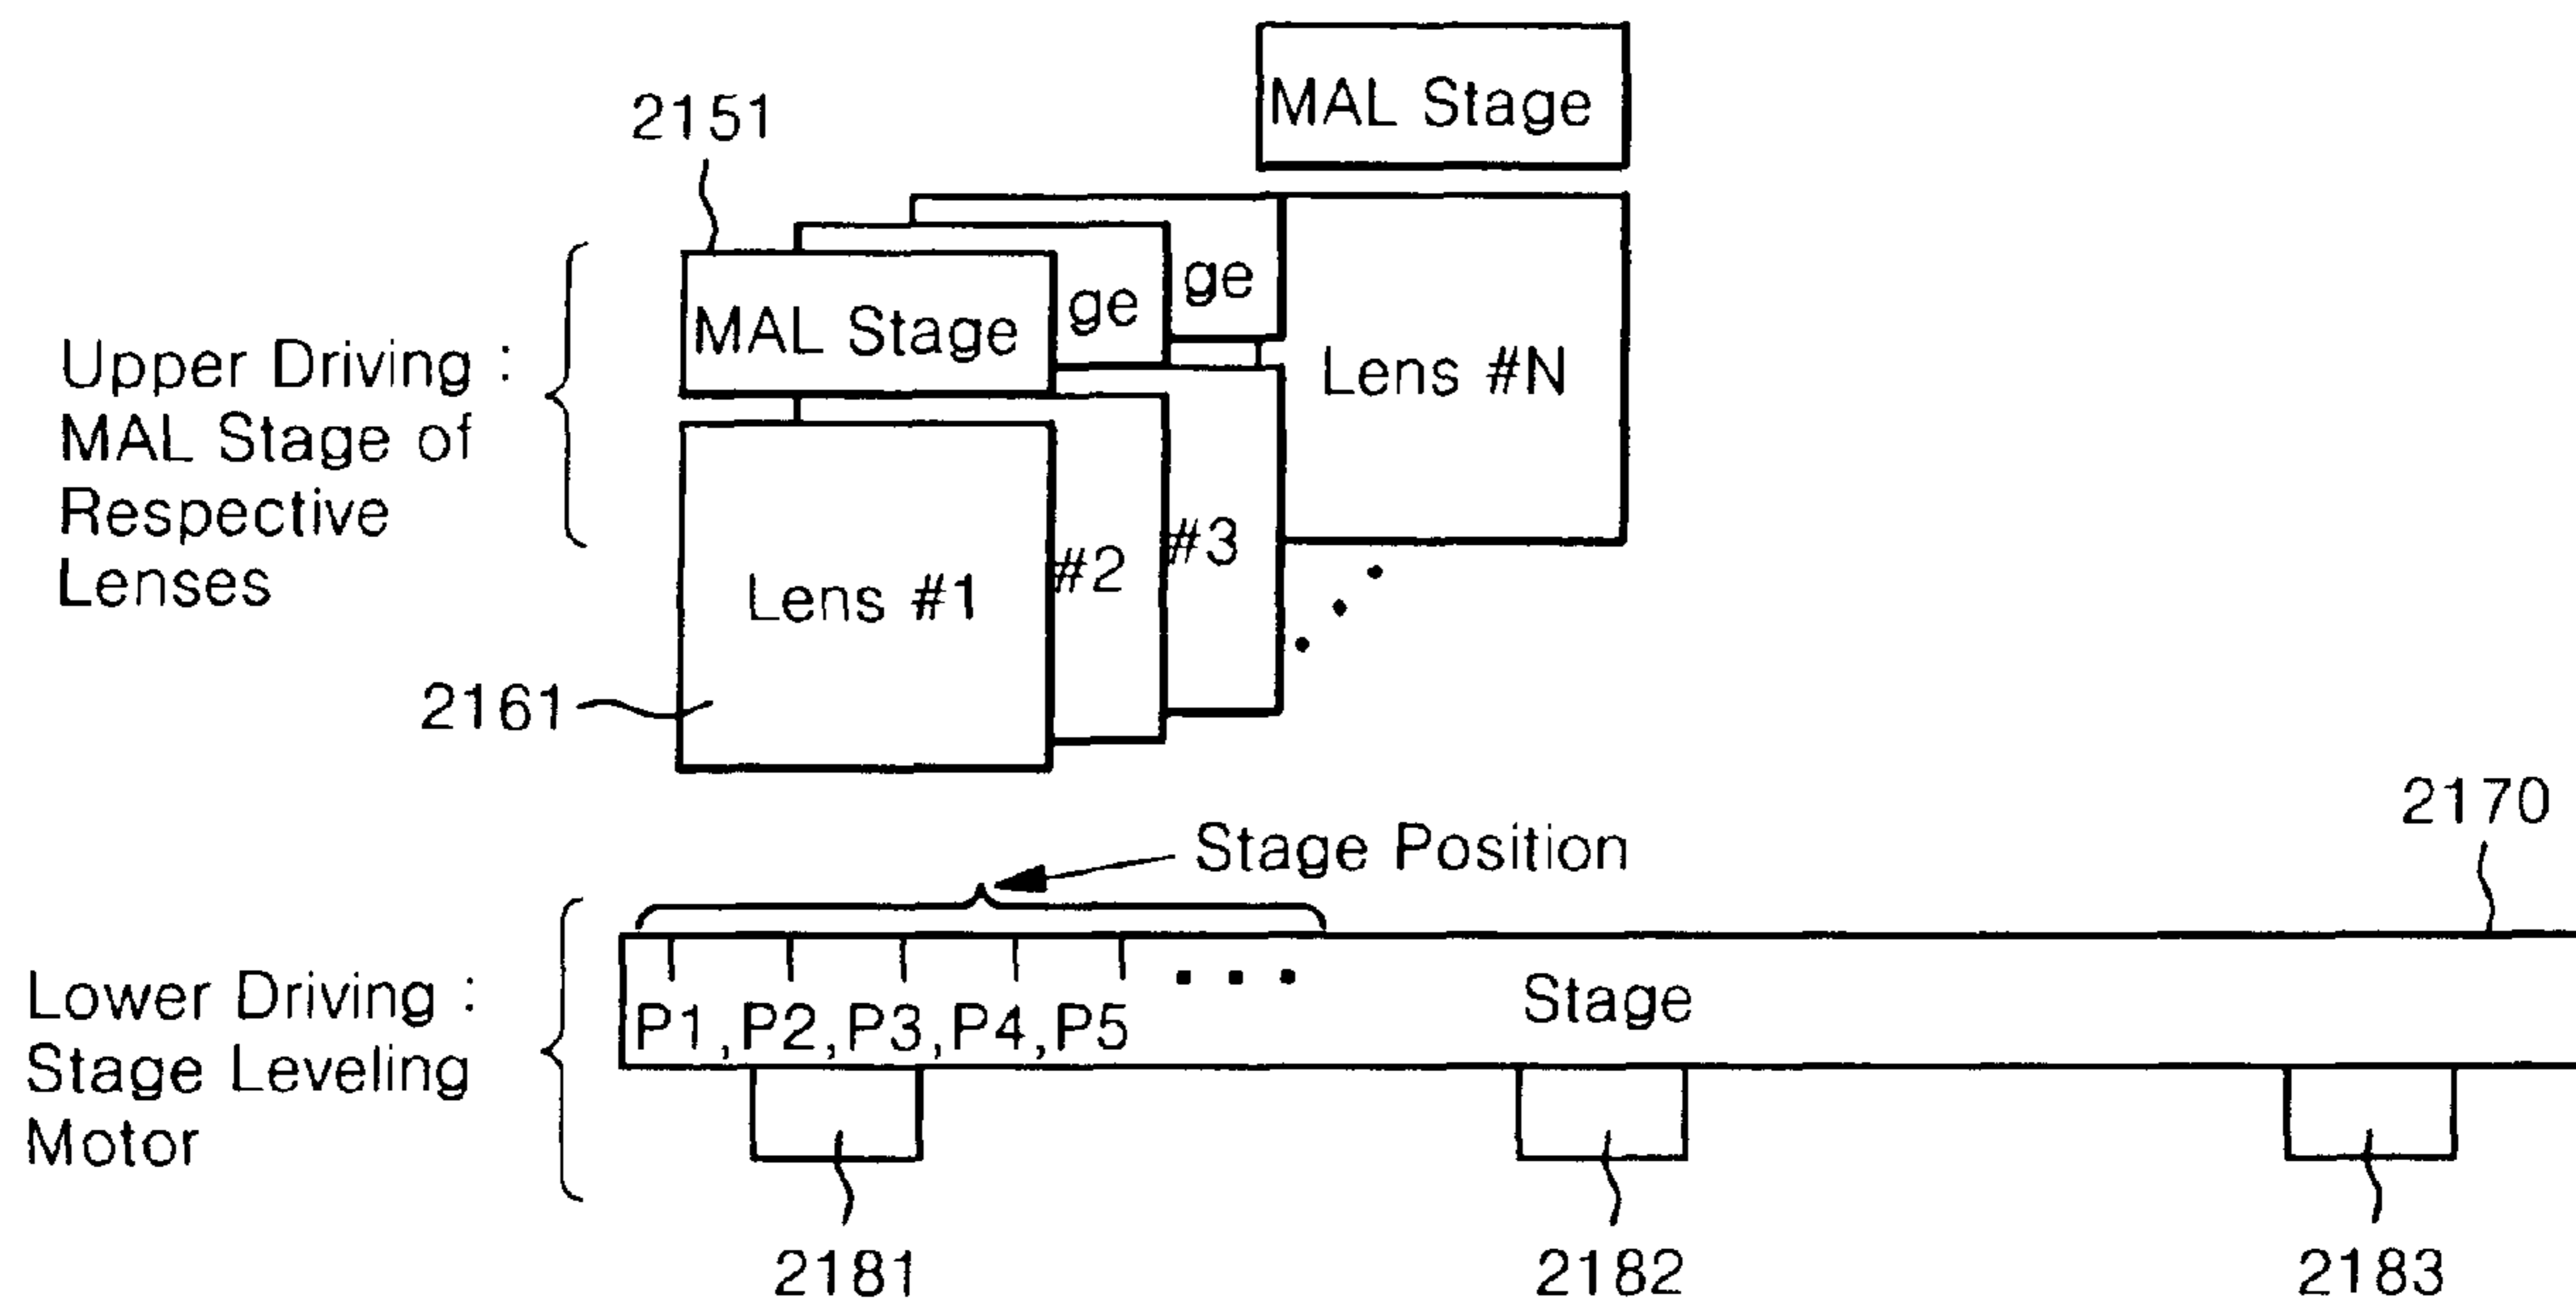 MAL Stage
2151
MAL Stage
ge
ge
Upper Driving :
MAL Stage of
Respective
Lenses
Lens #1
#2
#3
Lens #N
2161
2170
Stage Position
Lower Driving :
Stage Leveling
Motor
P1, P2, P3, P4, P5
Stage
2181
2182
2183